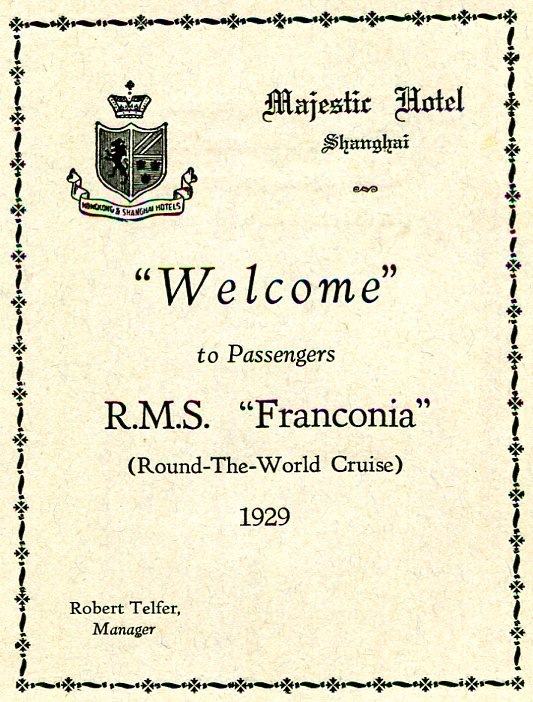 Majestic Hotel
Shanghai
HONGKONG & SHANGHAI HOTELS
"Welcome"
to Passengers
R.M.S. "Franconia"
(Round-The-World Cruise)
1929
Robert Telfer,
Manager